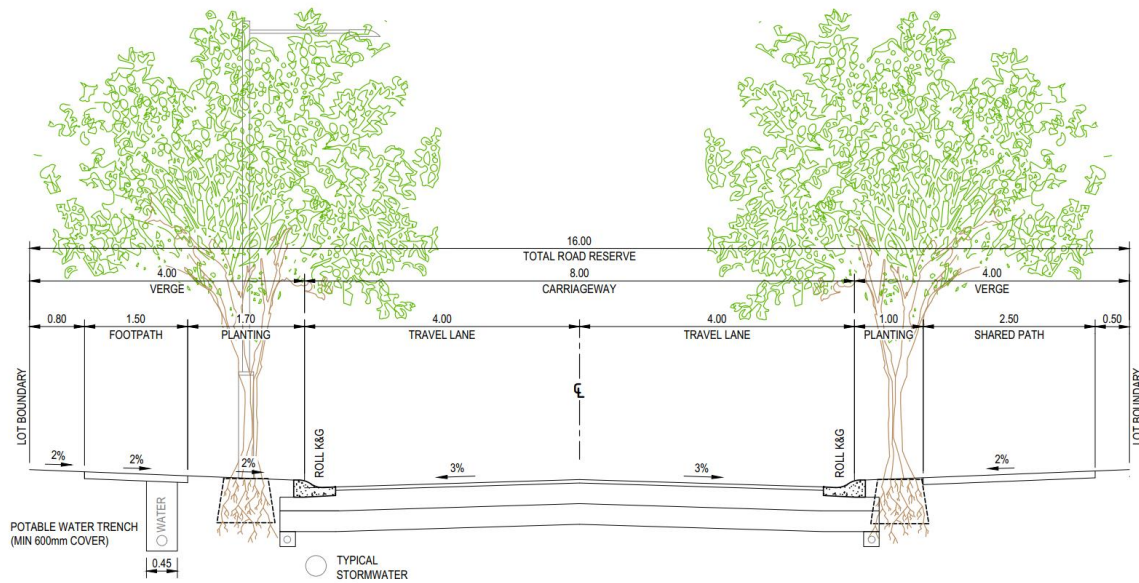 16.00
TOTAL ROAD RESERVE
4.00
VERGE
8.00
CARRIAGEWAY
4.00
VERGE
0.80
1.50
FOOTPATH
1.70
PLANTING
4.00
TRAVEL LANE
4.00
TRAVEL LANE
1.00
PLANTING
2.50
SHARED PATH
0.50
LOT BOUNDARY
ROLL K&G
CL
ROLL K&G
LOT BOUNDARY
2%
2%
2%
3%
3%
2%
WATER
POTABLE WATER TRENCH
(MIN 600mm COVER)
0.45
TYPICAL
STORMWATER